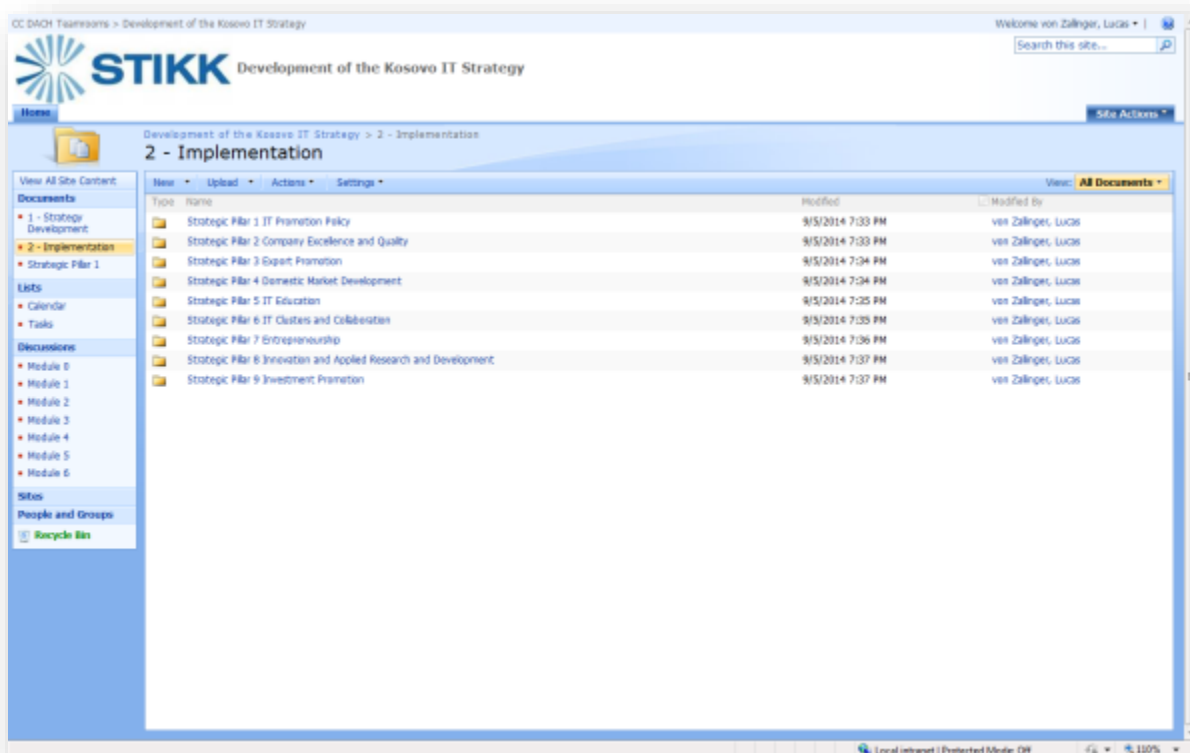 CC DACH Teamrooms > Development of the Kosovo IT Strategy
Welcome von Zalinger, Lucas
Search this site...
STIKK Development of the Kosovo IT Strategy
Home
Site Actions
Development of the Kosovo IT Strategy > 2 - Implementation
2 - Implementation
View All Site Content
Documents
1 - Strategy
Development
2 - Implementation
Strategic Pillar 1
Lists
Calendar
Tasks
Discussions
Module 0
Module 1
Module 2
Module 3
Module 4
Module 5
Module 6
Sites
People and Groups
Recycle Bin
New Upload Actions Settings View: All Documents
Type Name Modified Modified By
Strategic Pillar 1 IT Promotion Policy 9/5/2014 7:33 PM von Zalinger, Lucas
Strategic Pillar 2 Company Excellence and Quality 9/5/2014 7:33 PM von Zalinger, Lucas
Strategic Pillar 3 Export Promotion 9/5/2014 7:34 PM von Zalinger, Lucas
Strategic Pillar 4 Domestic Market Development 9/5/2014 7:34 PM von Zalinger, Lucas
Strategic Pillar 5 IT Education 9/5/2014 7:35 PM von Zalinger, Lucas
Strategic Pillar 6 IT Clusters and Collaboration 9/5/2014 7:35 PM von Zalinger, Lucas
Strategic Pillar 7 Entrepreneurship 9/5/2014 7:36 PM von Zalinger, Lucas
Strategic Pillar 8 Innovation and Applied Research and Development 9/5/2014 7:37 PM von Zalinger, Lucas
Strategic Pillar 9 Investment Promotion 9/5/2014 7:37 PM von Zalinger, Lucas
Local intranet | Protected Mode: Off 110%